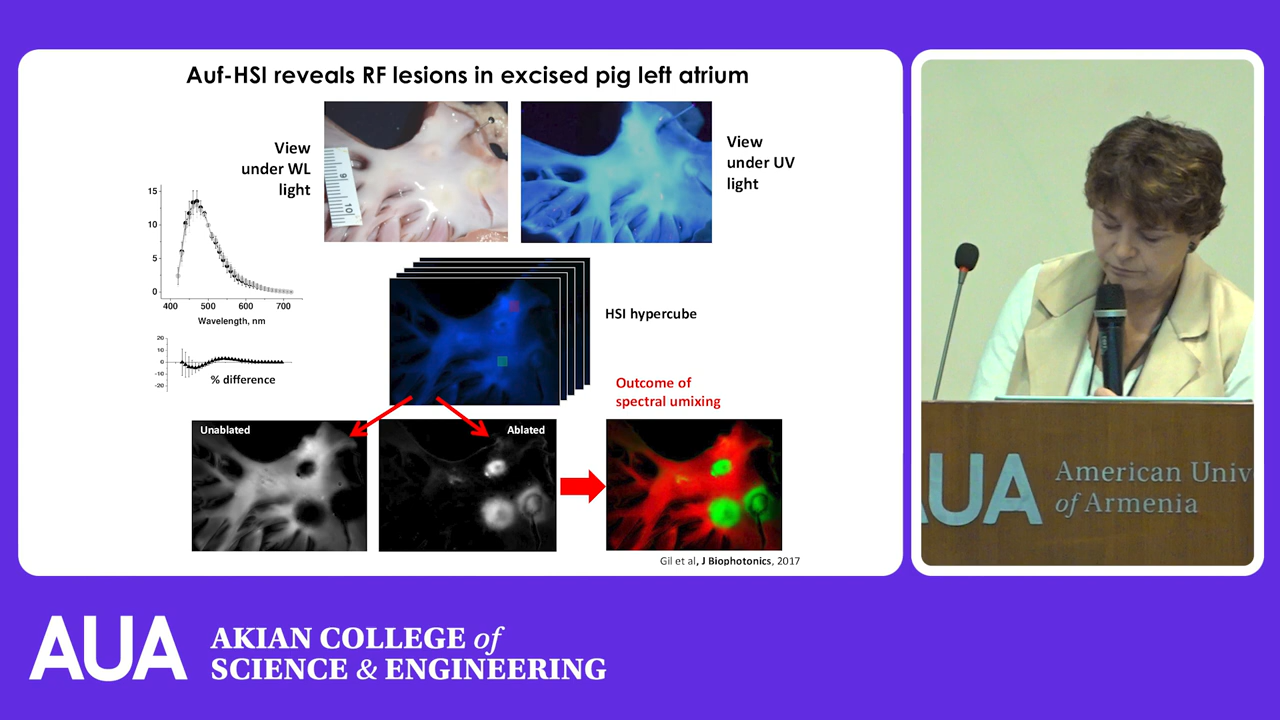 Auf-HSI reveals RF lesions in excised pig left atrium
View
under WL
light
View
under UV
light
9
10
15
10
5
0
400 500 600 700
Wavelength, nm
20
10
0
-10
-20
% difference
HSI hypercube
Outcome of
spectral umixing
Unablated
Ablated
Gil et al, J Biophotonics, 2017
AUA
American Univ
of Armenia
AUA
AKIAN COLLEGE of
SCIENCE & ENGINEERING